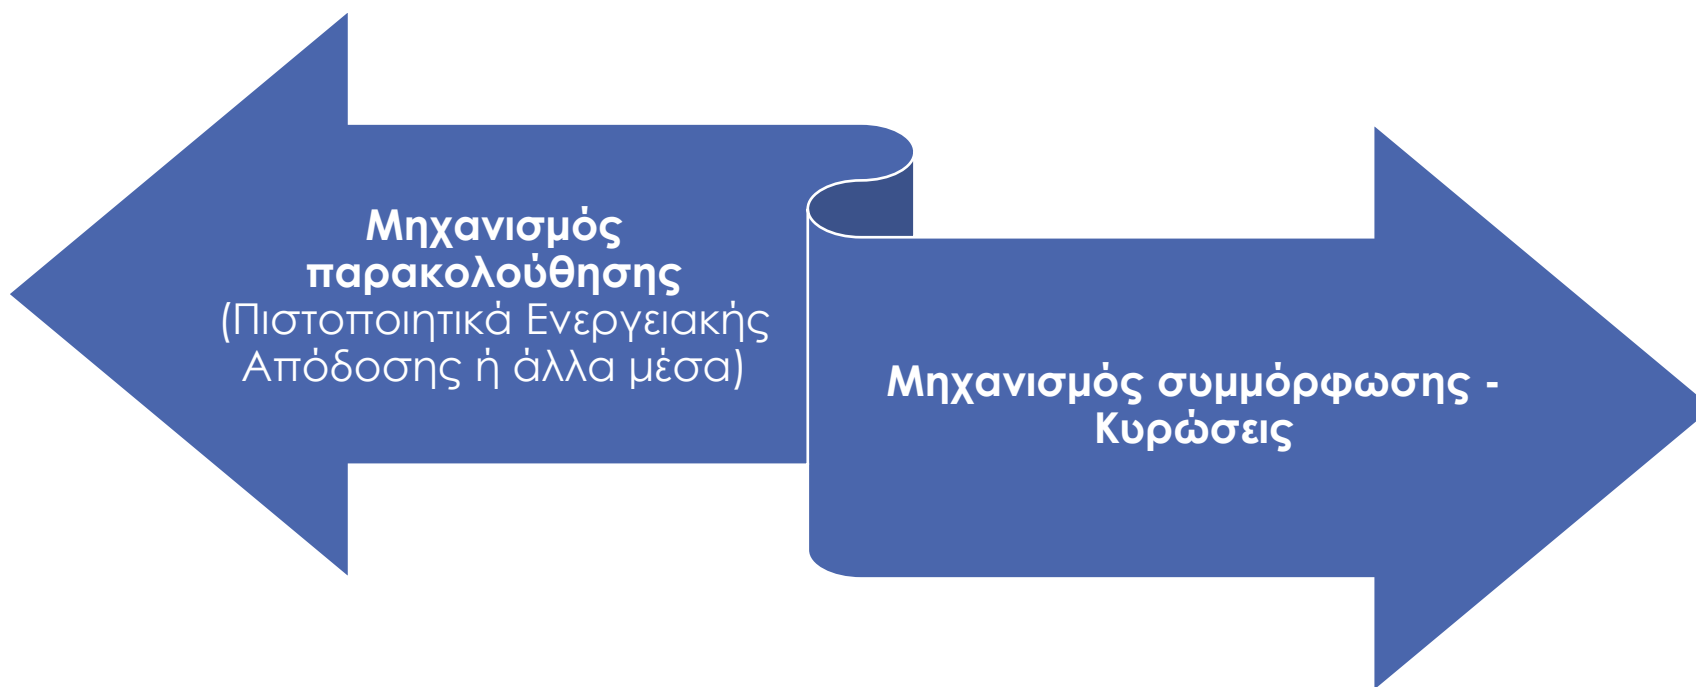 Μηχανισμός
παρακολούθησης
(Πιστοποιητικά Ενεργειακής
Απόδοσης ή άλλα μέσα)
Μηχανισμός συμμόρφωσης -
Κυρώσεις